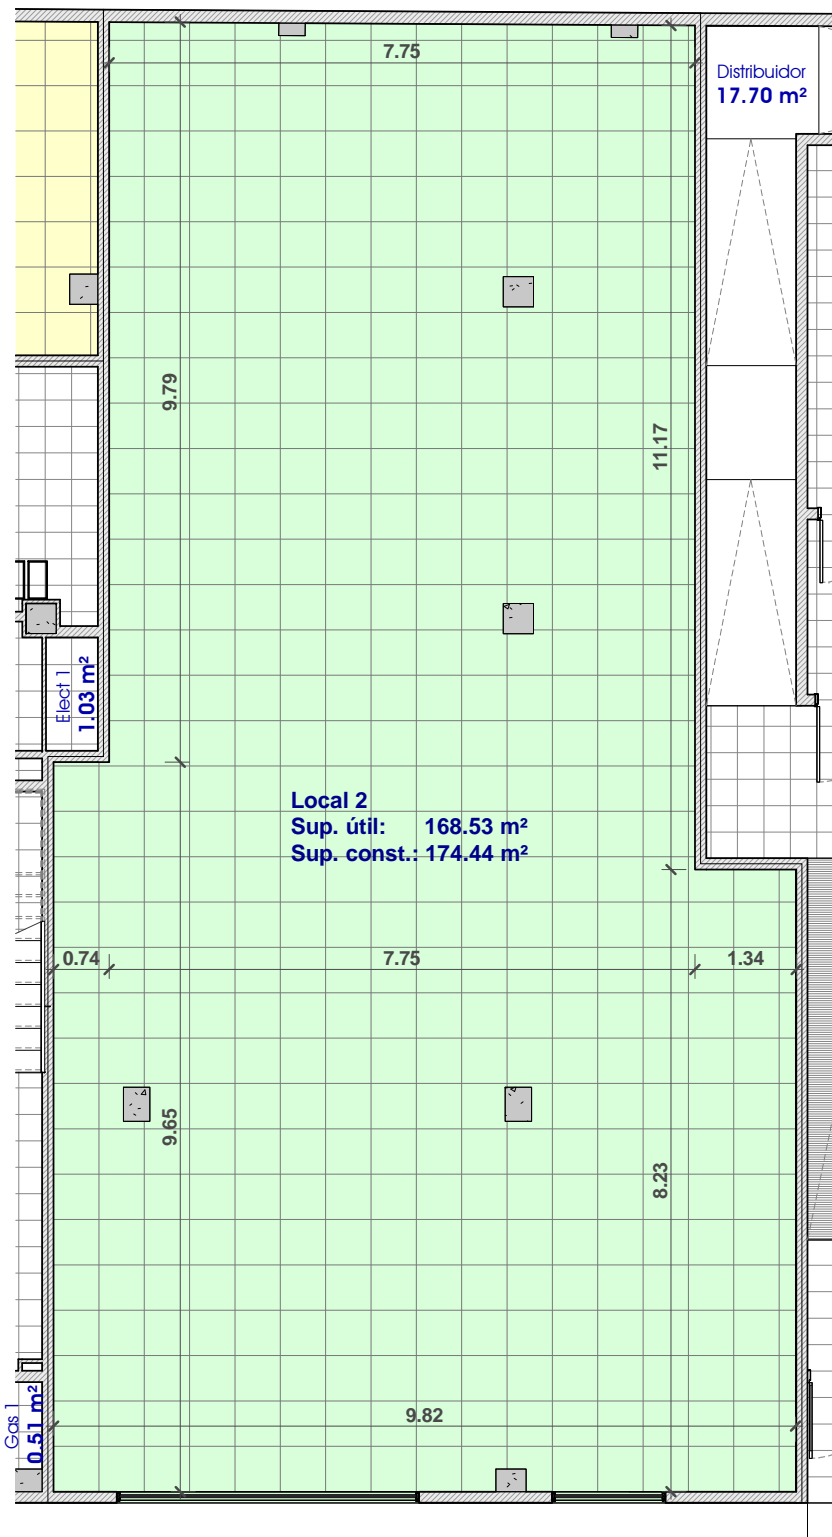 7.75
Distribuidor
17.70 m²
9.79
11.17
Elect 1
1.03 m²
Local 2
Sup. útil: 168.53 m²
Sup. const.: 174.44 m²
0.74
7.75
1.34
9.65
8.23
9.82
Gas 1
0.51 m²